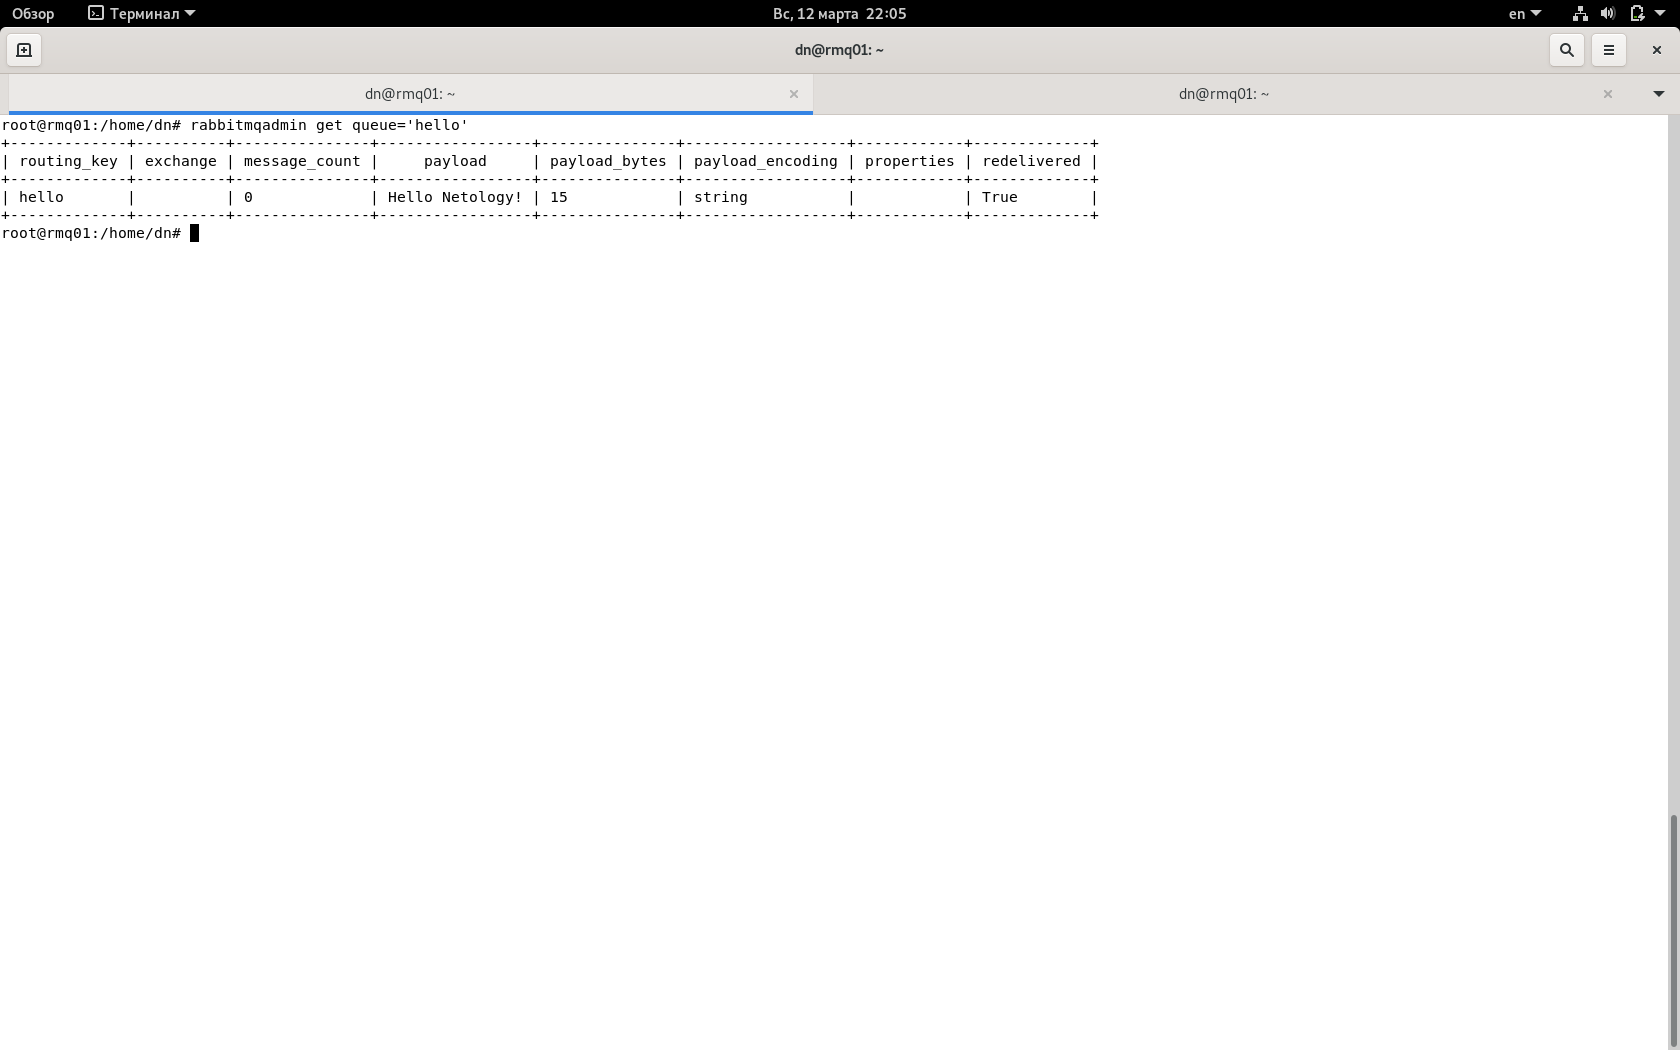 Обзор Терминал Вс, 12 марта 22:05 en
dn@rmq01: ~
dn@rmq01: ~ dn@rmq01: ~
root@rmq01:/home/dn# rabbitmqadmin get queue='hello'
+-------------+----------+---------------+-----------------+---------------+------------------+------------+-------------+
| routing_key | exchange | message_count |     payload     | payload_bytes | payload_encoding | properties | redelivered |
+-------------+----------+---------------+-----------------+---------------+------------------+------------+-------------+
| hello       |          | 0             | Hello Netology! | 15            | string           |            | True        |
+-------------+----------+---------------+-----------------+---------------+------------------+------------+-------------+
root@rmq01:/home/dn#